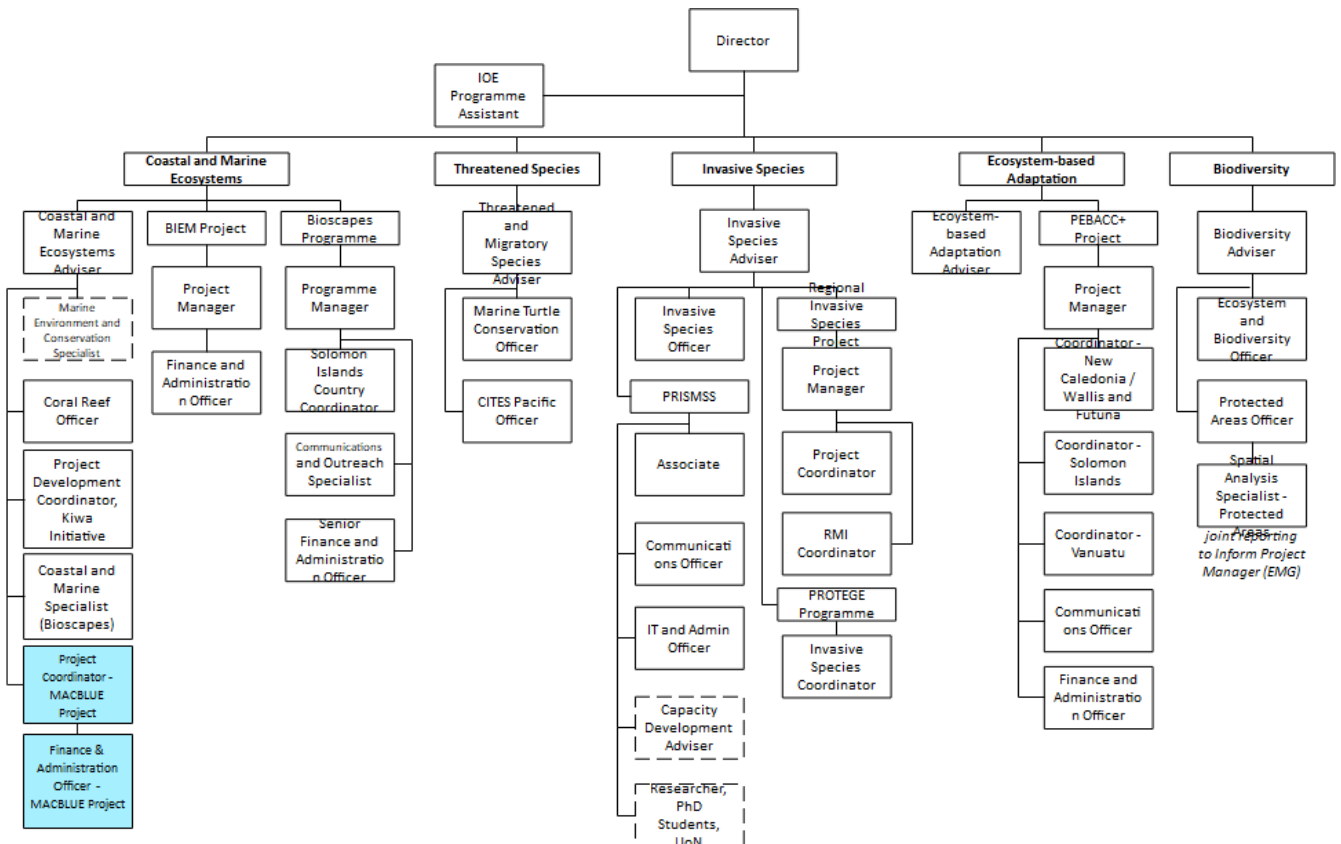 Director
IOE
Programme
Assistant
Coastal and Marine
Ecosystems
Threatened Species
Invasive Species
Ecosystem-based
Adaptation
Biodiversity
Coastal and
Marine
Ecosystems
Adviser
Marine
Environment and
Conservation
Specialist
Coral Reef
Officer
Project
Development
Coordinator,
Kiwa
Initiative
Coastal and
Marine
Specialist
(Bioscapes)
Project
Coordinator -
MACBLUE
Project
Finance &
Administration
Officer -
MACBLUE Project
BIEM Project
Project
Manager
Finance and
Administratio
n Officer
Bioscapes
Programme
Programme
Manager
Solomon
Islands
Country
Coordinator
Communications
and Outreach
Specialist
Senior
Finance and
Administratio
n Officer
Threatened
and
Migratory
Species
Adviser
Marine Turtle
Conservation
Officer
CITES Pacific
Officer
Invasive
Species
Adviser
Invasive
Species
Officer
PRISMSS
Associate
Communicati
ons Officer
IT and Admin
Officer
Capacity
Development
Adviser
Researcher,
PhD
Students,
UoN
Regional
Invasive
Species
Project
Project
Manager
Project
Coordinator
RMI
Coordinator
PROTEGE
Programme
Invasive
Species
Coordinator
Ecosystem-
based
Adaptation
Adviser
PEBACC+
Project
Project
Manager
Coordinator -
New
Caledonia /
Wallis and
Futuna
Coordinator -
Solomon
Islands
Coordinator -
Vanuatu
Communicati
ons Officer
Finance and
Administratio
n Officer
Biodiversity
Adviser
Ecosystem
and
Biodiversity
Officer
Protected
Areas Officer
Spatial
Analysis
Specialist -
Protected
Areas
joint reporting
to Inform Project
Manager (EMG)